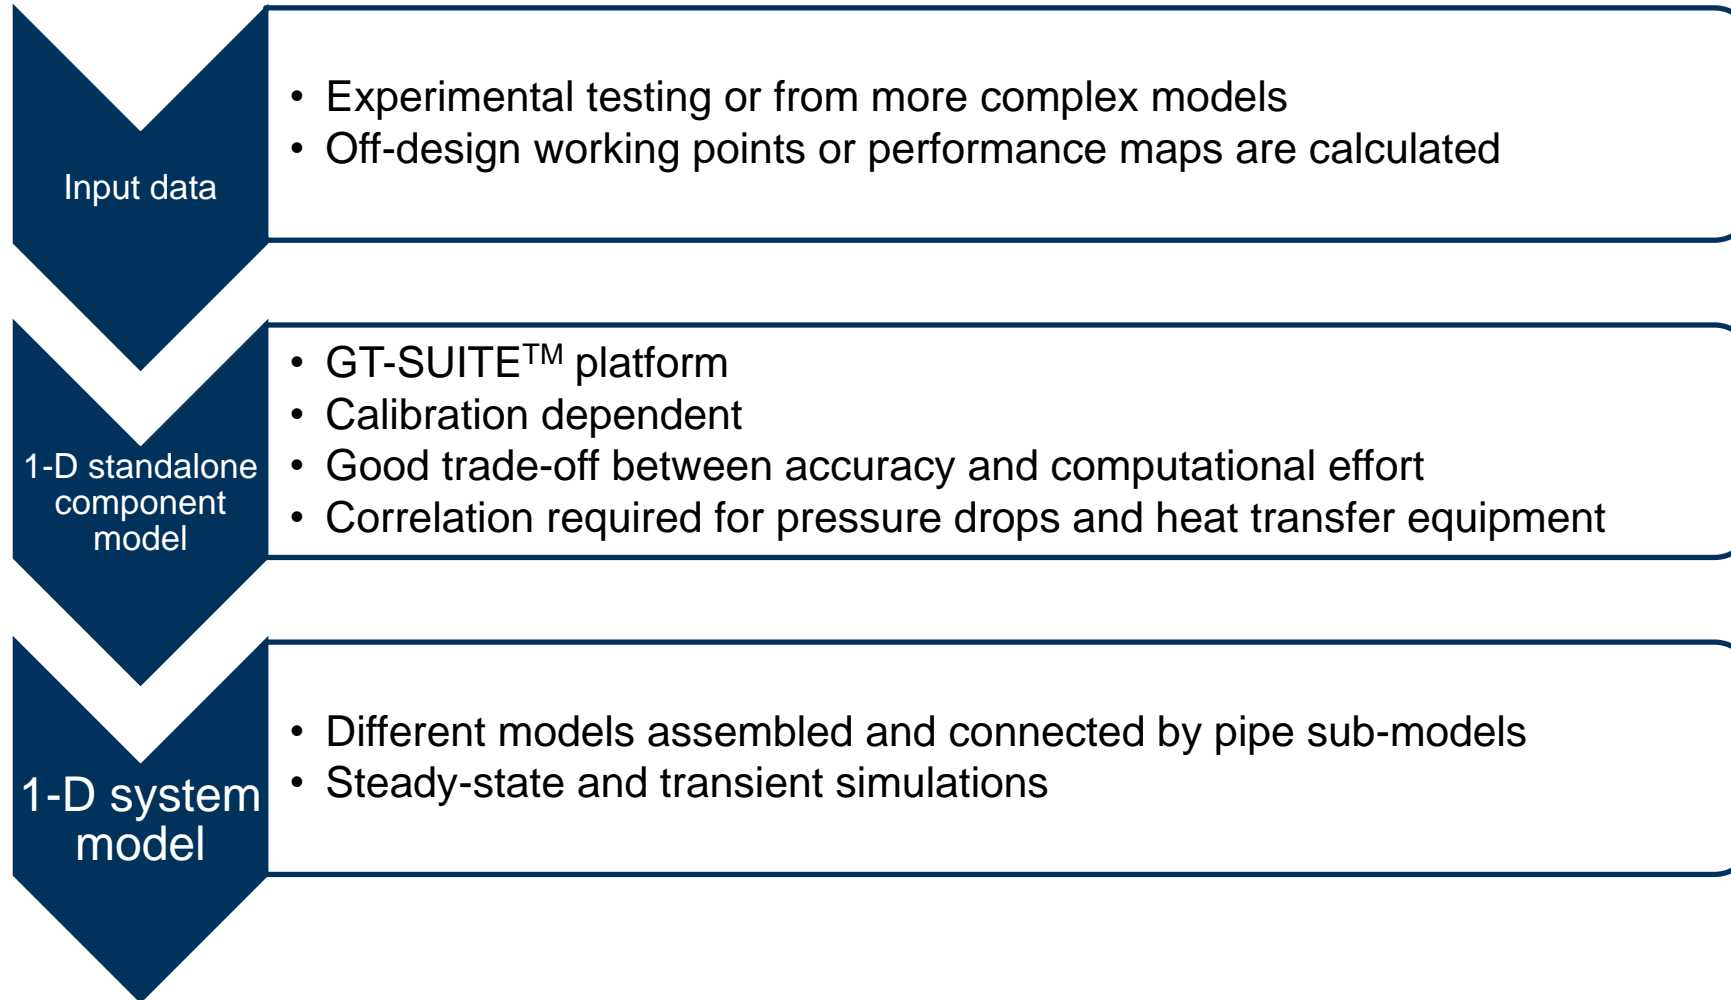 Input data
• Experimental testing or from more complex models
• Off-design working points or performance maps are calculated
1-D standalone
component
model
• GT-SUITE™ platform
• Calibration dependent
• Good trade-off between accuracy and computational effort
• Correlation required for pressure drops and heat transfer equipment
1-D system
model
• Different models assembled and connected by pipe sub-models
• Steady-state and transient simulations